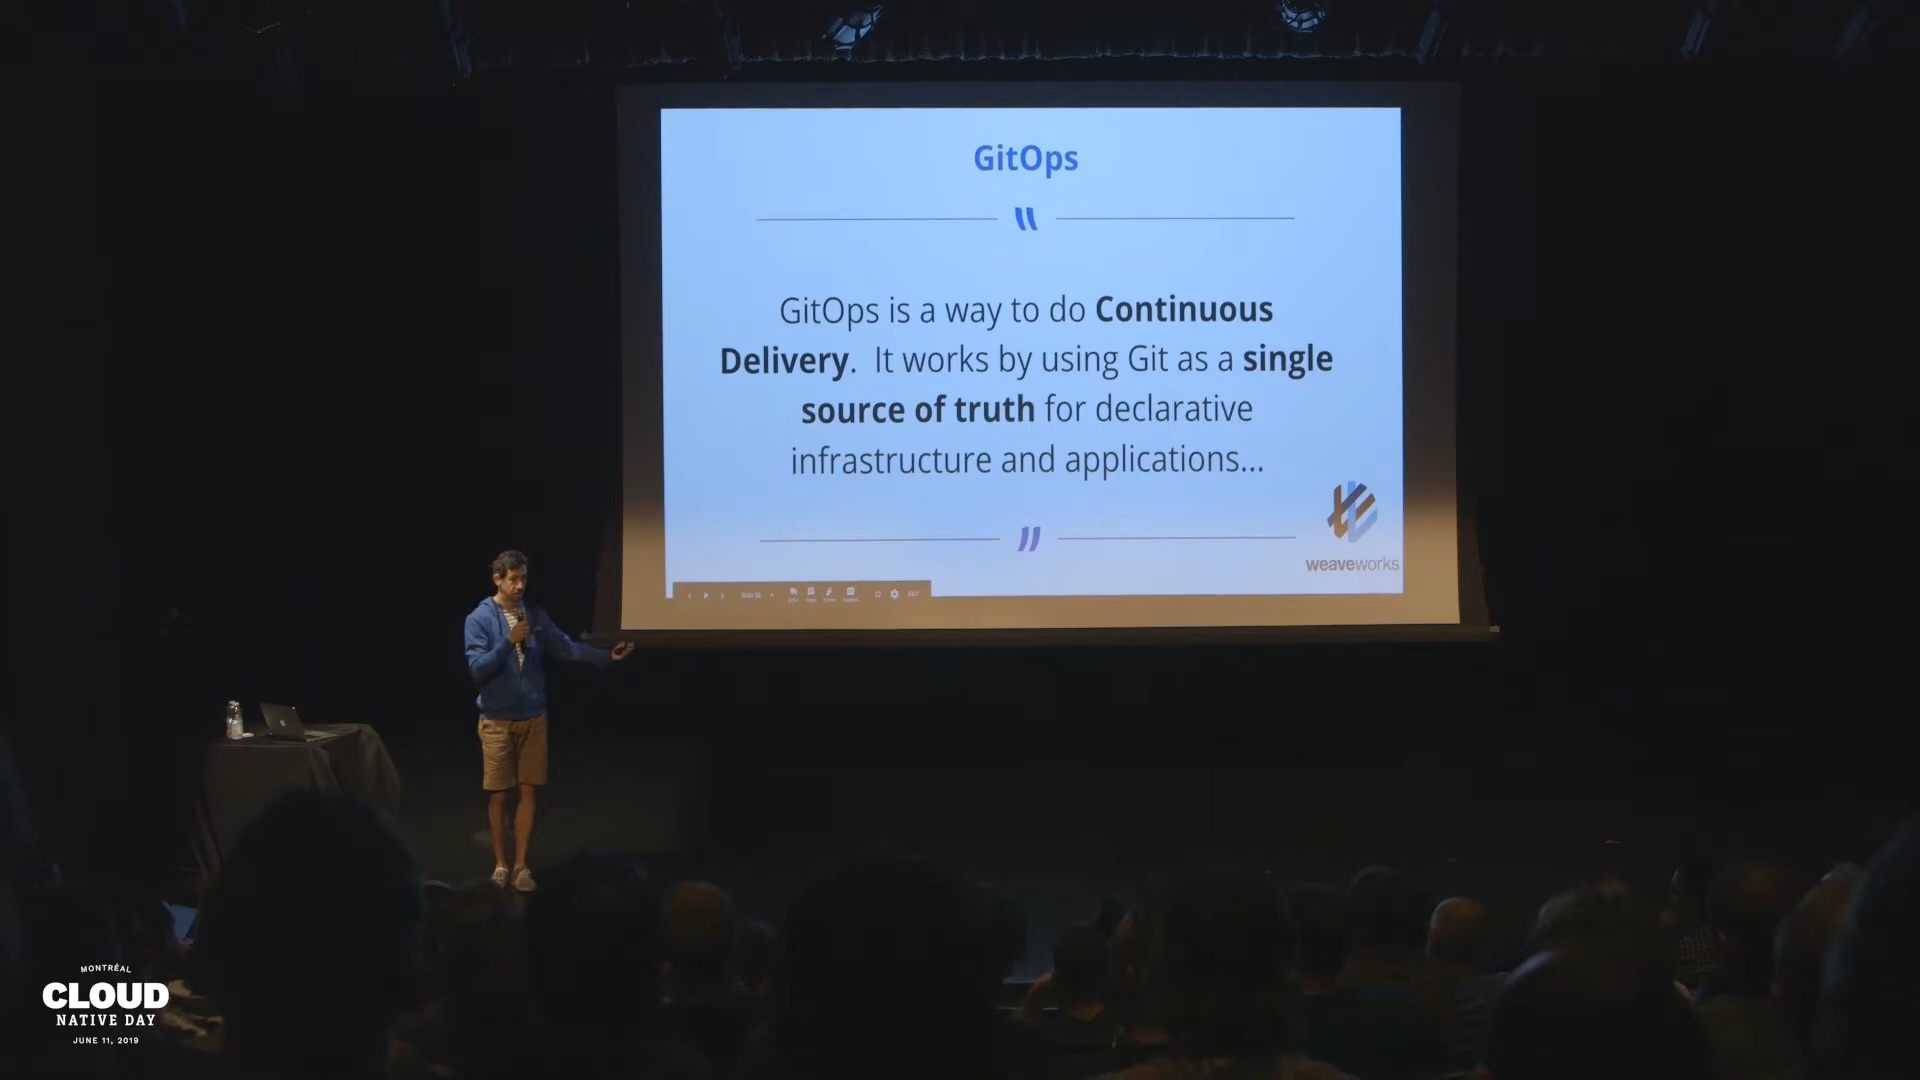 GitOps
"
GitOps is a way to do Continuous
Delivery. It works by using Git as a single
source of truth for declarative
infrastructure and applications...
"
weaveworks
MONTRÉAL
CLOUD
NATIVE DAY
JUNE 11, 2019